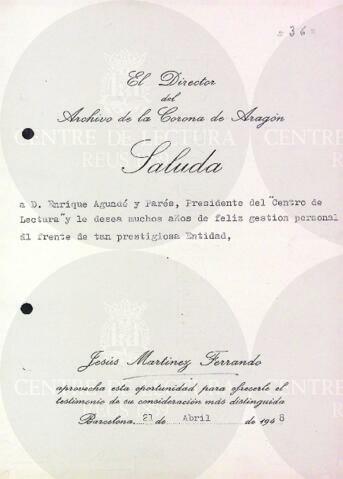 = 36 =
El Director
del
Archivo de la Corona de Aragón
Saluda
a D. Enrique Agundé y Parés, Presidente del "Centro de
Lectura" y le desea muchos años de feliz gestion personal
al frente de tan prestigiosa Entidad,
Jesús Martínez Ferrando
aprovecha esta oportunidad para ofrecerle el
testimonio de su consideración más distinguida
Barcelona 21 de Abril de 1948
CENTRE DE LECTURA
REUS
CENTRE DE LECTURA
REUS